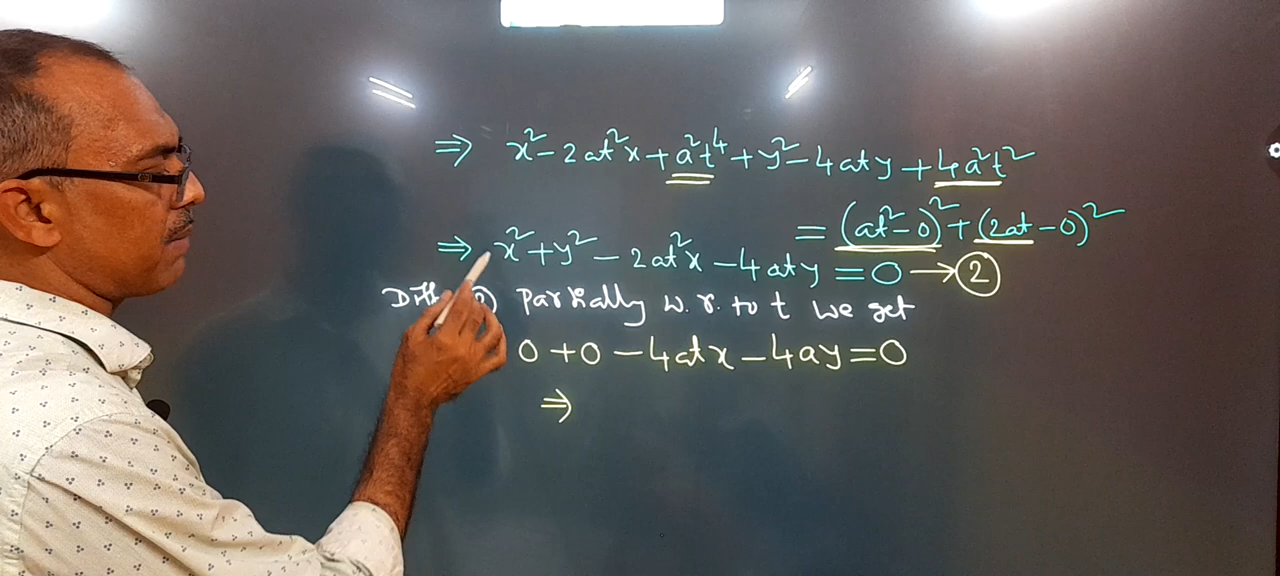 ⇒ x² - 2at²x + a²t⁴ + y² - 4aty + 4a²t²
= (at² - 0)² + (2at - 0)²
⇒ x² + y² - 2at²x - 4aty = 0 → ②
Diff partially w.r. to t we get
0 + 0 - 4atx - 4ay = 0
⇒